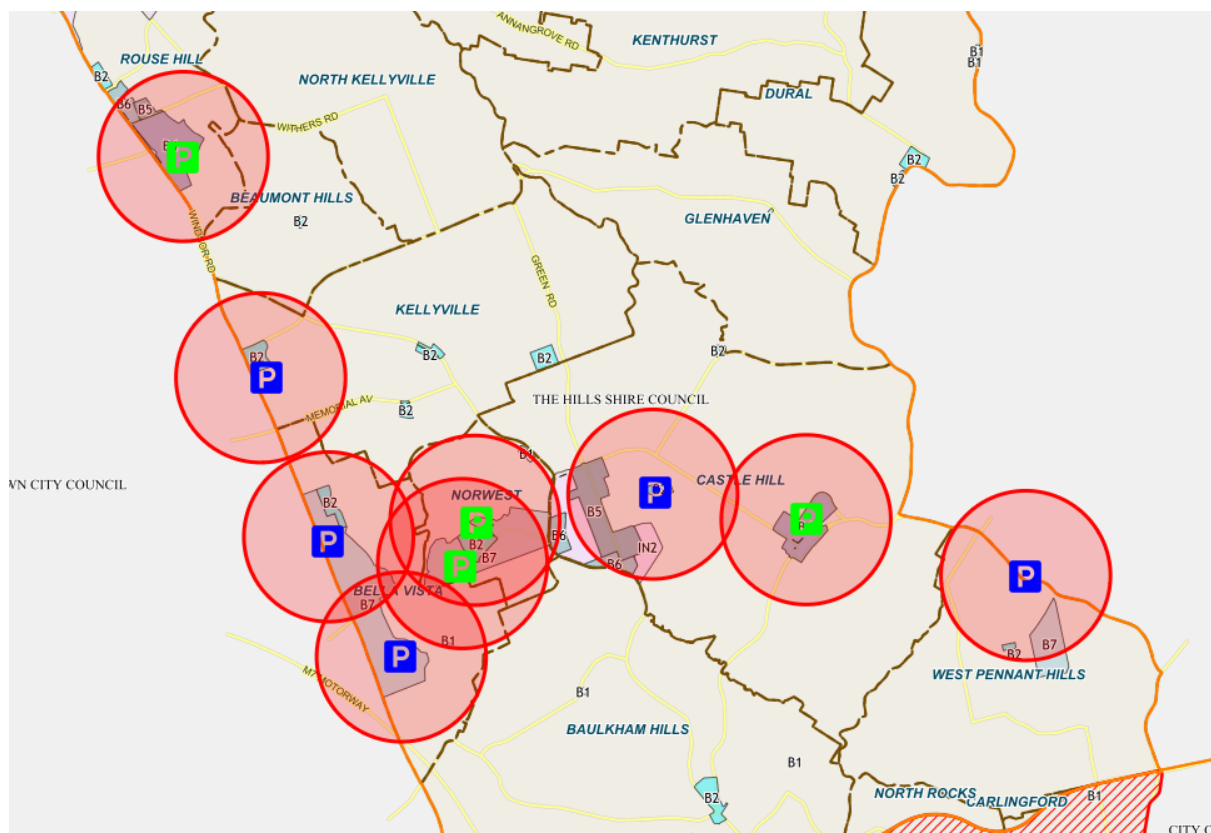 ANNANGROVE RD
KENTHURST
B1
B1
ROUSE HILL
B2
NORTH KELLYVILLE
DURAL
B6
B5
WITHERS RD
B2
P
B2
BEAUMONT HILLS
B2
GLENHAVEN
WINDSOR RD
GREEN RD
KELLYVILLE
B2
B2
B2
B2
P
MEMORIAL AV
B2
THE HILLS SHIRE COUNCIL
B1
CASTLE HILL
WN CITY COUNCIL
NORWEST
P
B2
B5
P
P
P
B2
B7
B6
IN2
P
B6
P
P
BELLA VISTA
B7
B1
P
B2
B7
M7 MOTORWAY
WEST PENNANT HILLS
B1
BAULKHAM HILLS
B1
B2
NORTH ROCKS
CARLINGFORD
B1
CITY C